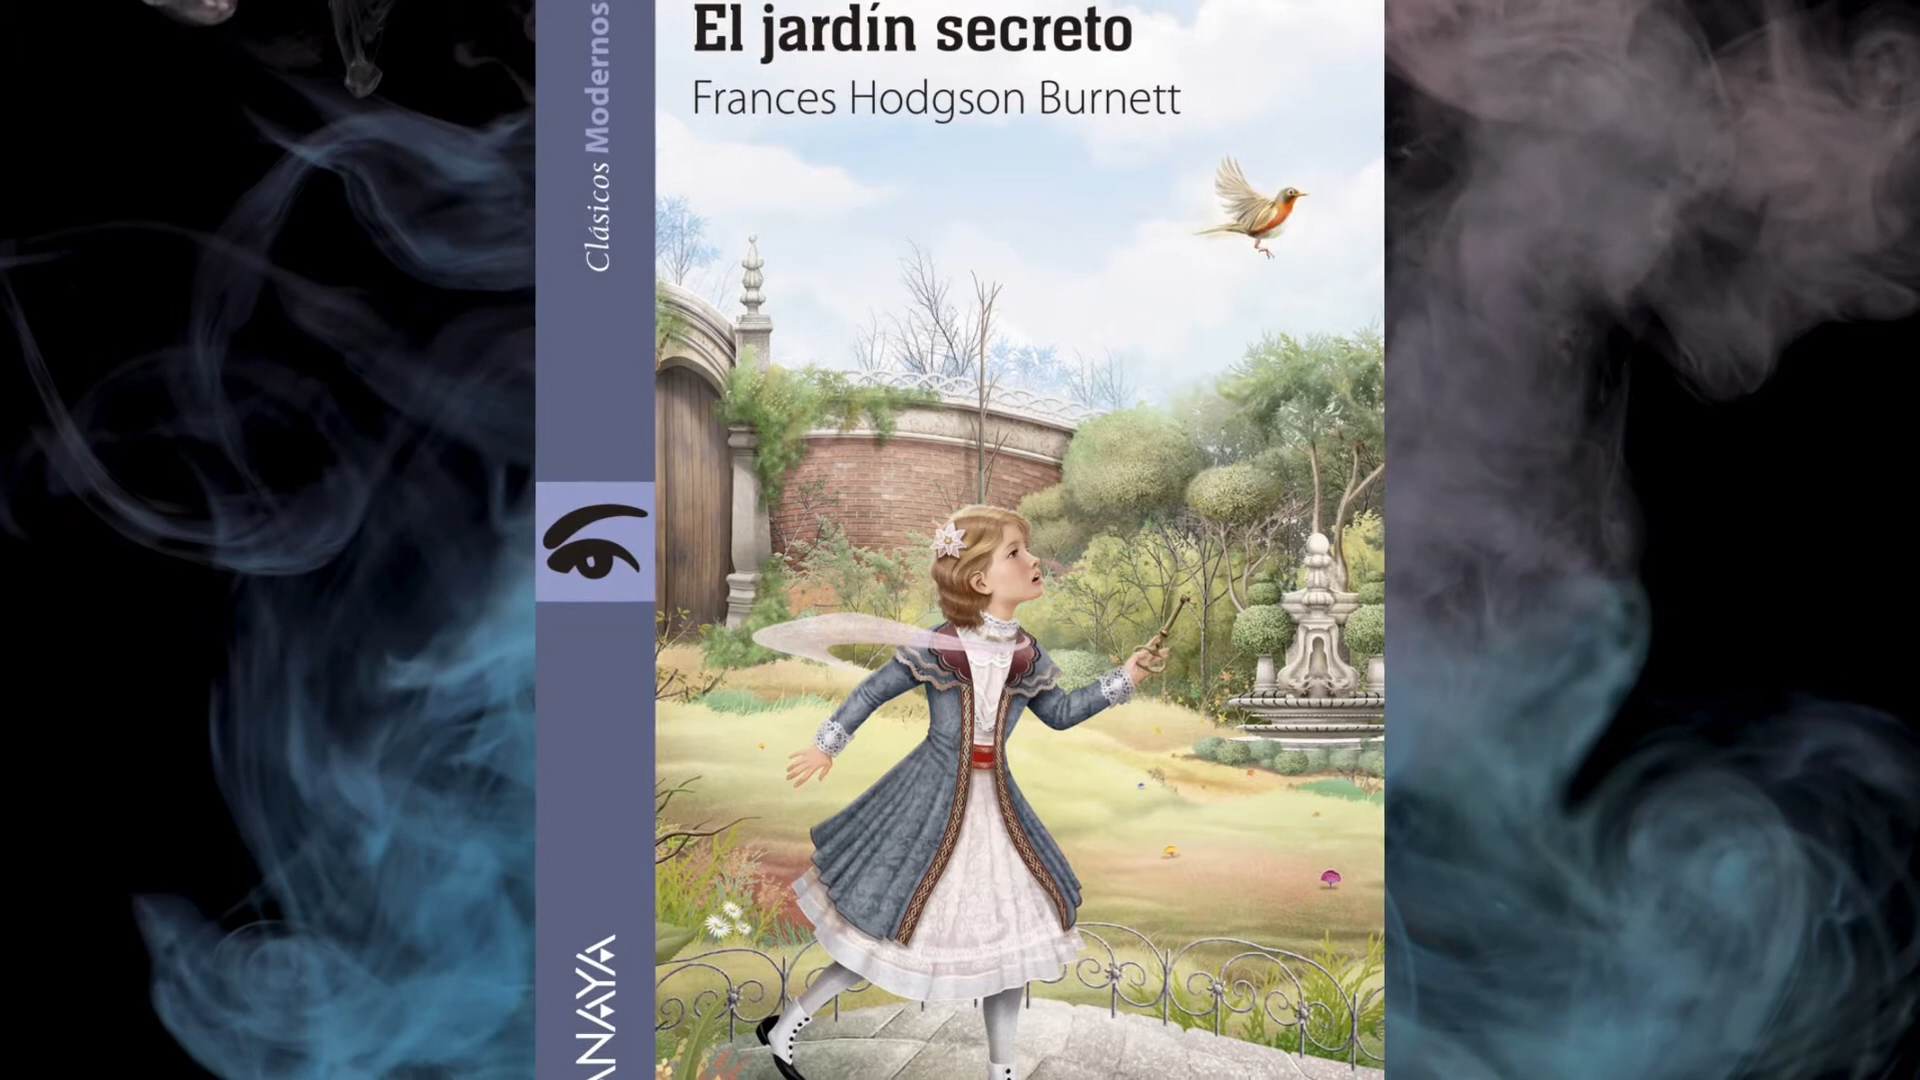 El jardín secreto
Frances Hodgson Burnett
Clásicos Modernos
ANAYA